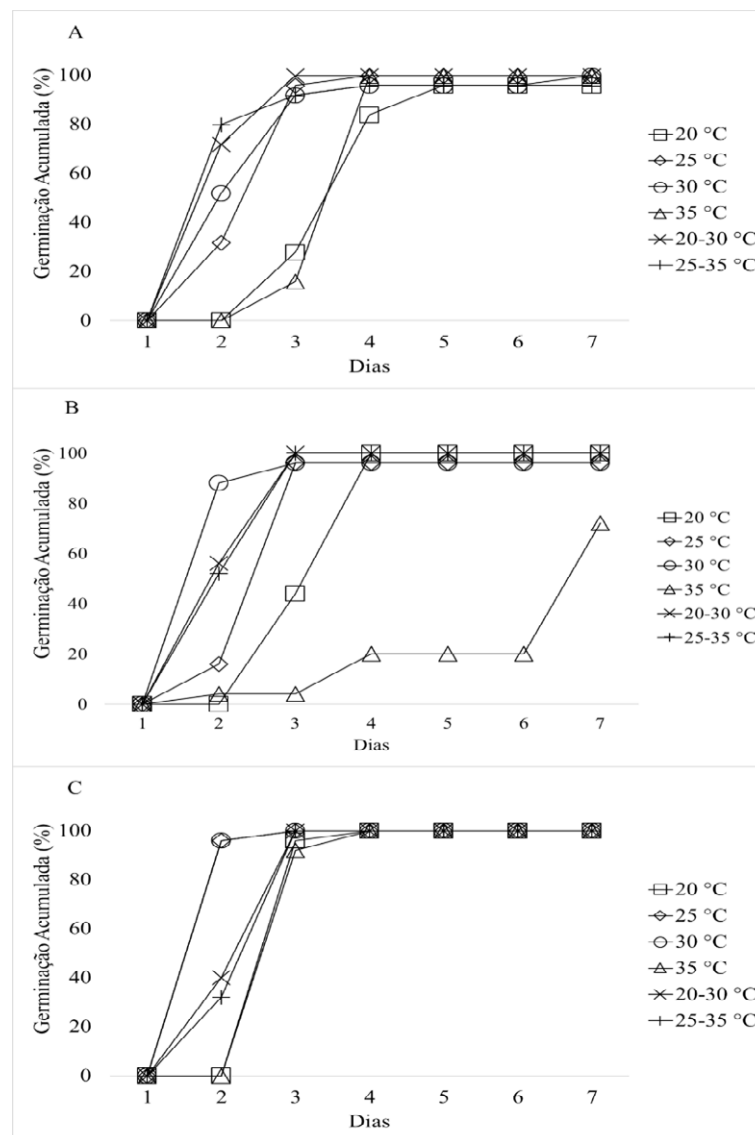 A
Germinação Acumulada (%)
100
80
60
40
20
0
1 2 3 4 5 6 7
Dias
20 °C
25 °C
30 °C
35 °C
20-30 °C
25-35 °C
B
Germinação Acumulada (%)
100
80
60
40
20
0
1 2 3 4 5 6 7
Dias
20 °C
25 °C
30 °C
35 °C
20-30 °C
25-35 °C
C
Germinação Acumulada (%)
100
80
60
40
20
0
1 2 3 4 5 6 7
Dias
20 °C
25 °C
30 °C
35 °C
20-30 °C
25-35 °C